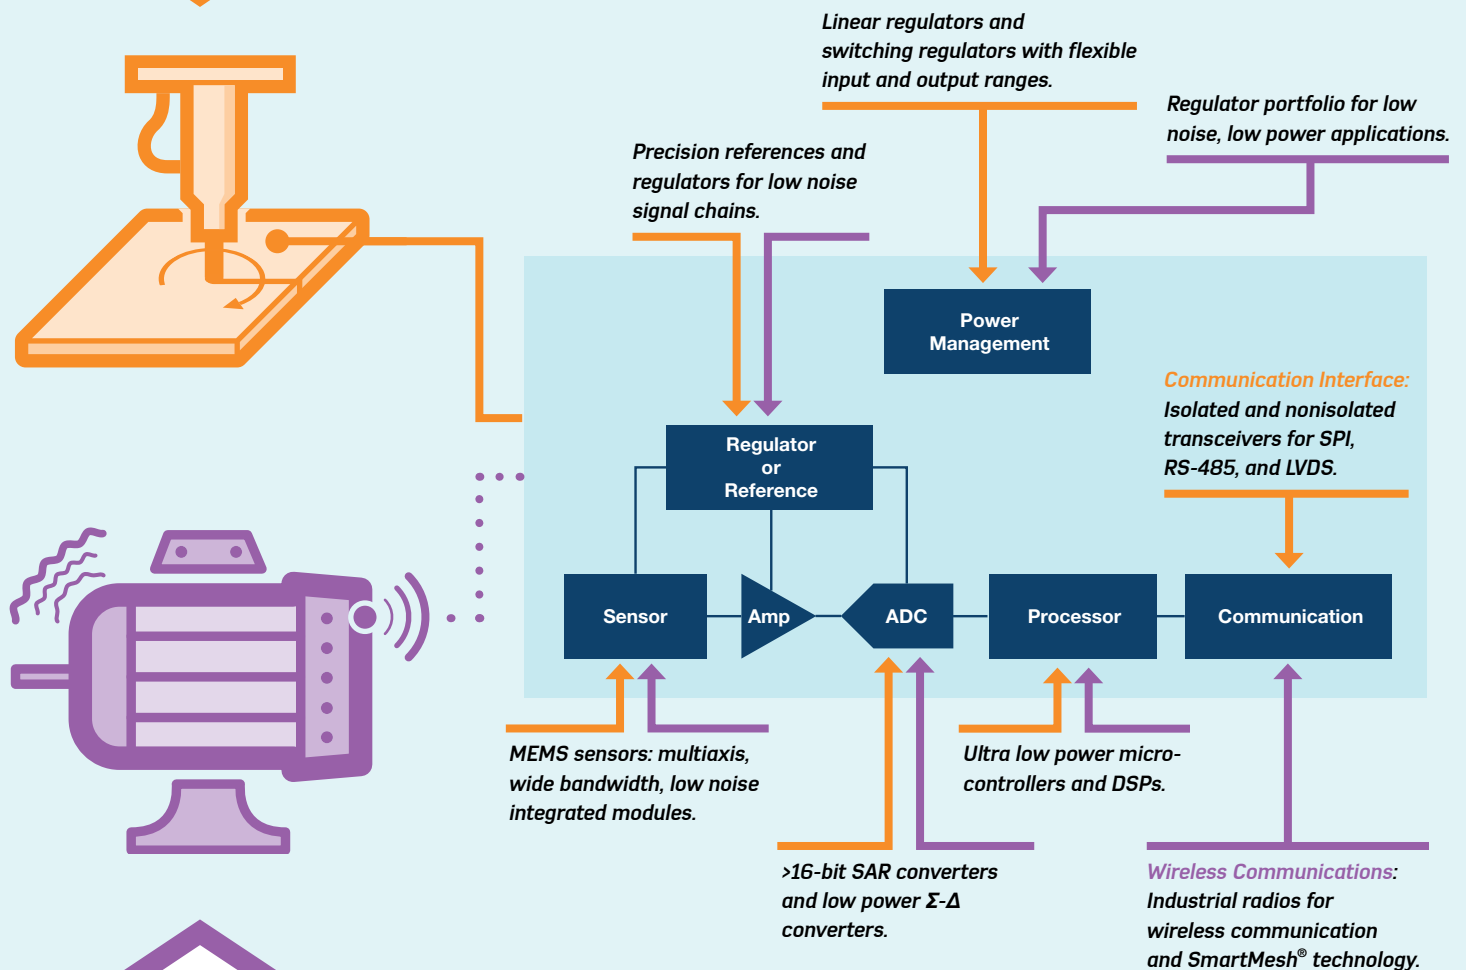 Linear regulators and
switching regulators with flexible
input and output ranges.
Regulator portfolio for low
noise, low power applications.
Precision references and
regulators for low noise
signal chains.
Power
Management
Communication Interface:
Isolated and nonisolated
transceivers for SPI,
RS-485, and LVDS.
Regulator
or
Reference
Sensor
Amp
ADC
Processor
Communication
MEMS sensors: multiaxis,
wide bandwidth, low noise
integrated modules.
Ultra low power micro-
controllers and DSPs.
>16-bit SAR converters
and low power Σ-Δ
converters.
Wireless Communications:
Industrial radios for
wireless communication
and SmartMesh® technology.